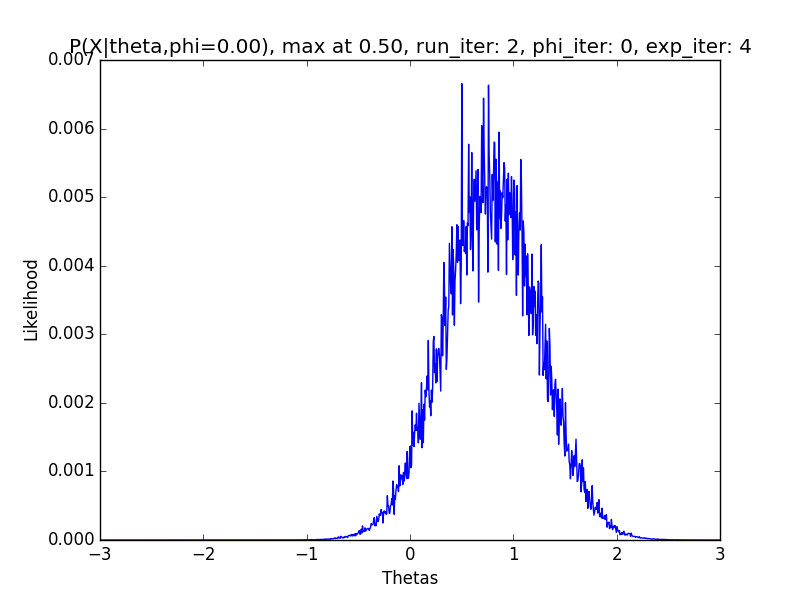 P(X|theta,phi=0.00), max at 0.50, run_iter: 2, phi_iter: 0, exp_iter: 4
0.007
0.006
0.005
0.004
0.003
0.002
0.001
0.000
Likelihood
−3 −2 −1 0 1 2 3
Thetas